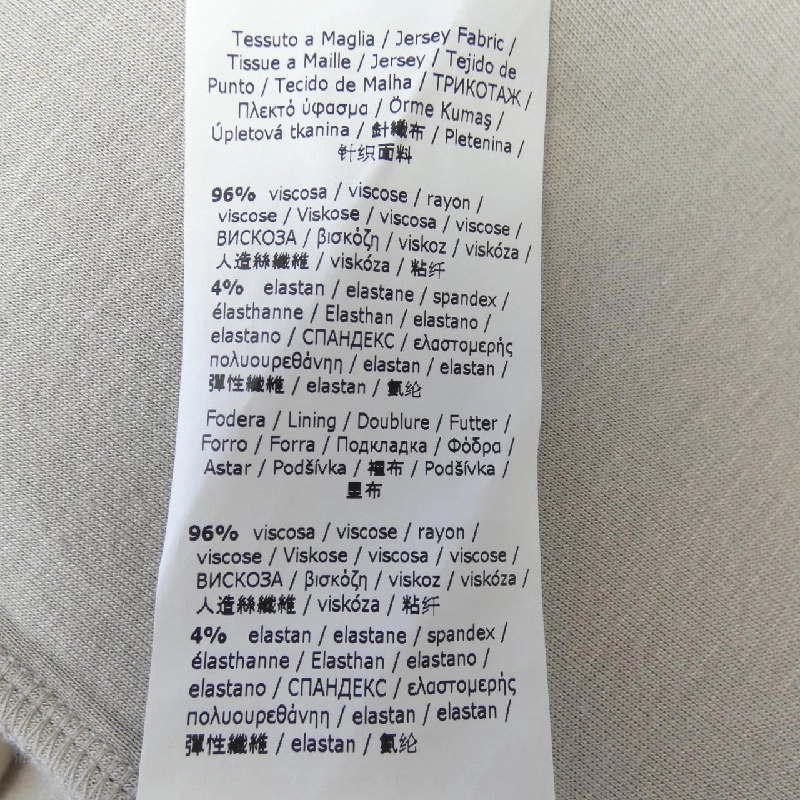 Tessuto a Maglia / Jersey Fabric /
Tissue a Maille / Jersey / Tejido de
Punto / Tecido de Malha / ТРИКОТАЖ /
Πλεκτό ύφασμα / Örme Kumaş /
Úpletová tkanina / 針織布 / Pletenina /
针织面料
96% viscosa / viscose / rayon /
viscose / Viskose / viscosa / viscose /
ВИСКОЗА / βισκόζη / viskoz / viskóza /
人造絲纖維 / viskóza / 粘纤
4% elastan / elastane / spandex /
élasthanne / Elasthan / elastano /
elastano / СПАНДЕКС / ελαστομερής
πολυουρεθάνηη / elastan / elastan /
彈性纖維 / elastan / 氨纶
Fodera / Lining / Doublure / Futter /
Forro / Forra / Подкладка / Φόδρα /
Astar / Podšívka / 裡布 / Podšívka /
里布
96% viscosa / viscose / rayon /
viscose / Viskose / viscosa / viscose /
ВИСКОЗА / βισκόζη / viskoz / viskóza /
人造絲纖維 / viskóza / 粘纤
4% elastan / elastane / spandex /
élasthanne / Elasthan / elastano /
elastano / СПАНДЕКС / ελαστομερής
πολυουρεθάνηη / elastan / elastan /
彈性纖維 / elastan / 氨纶